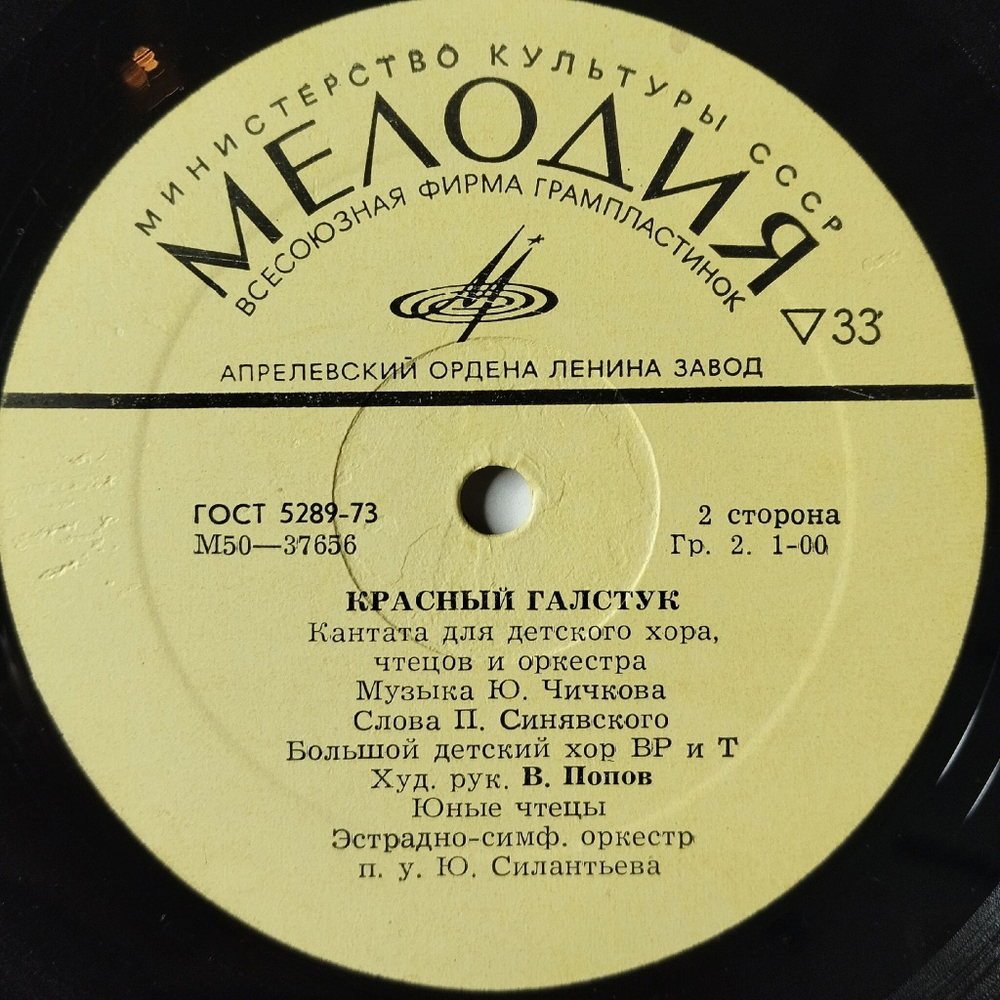 МИНИСТЕРСТВО КУЛЬТУРЫ СССР
МЕЛОДИЯ
ВСЕСОЮЗНАЯ ФИРМА ГРАМПЛАСТИНОК
▽33
АПРЕЛЕВСКИЙ ОРДЕНА ЛЕНИНА ЗАВОД
ГОСТ 5289-73
2 сторона
М50—37656
Гр. 2. 1-00
КРАСНЫЙ ГАЛСТУК
Кантата для детского хора,
чтецов и оркестра
Музыка Ю. Чичкова
Слова П. Синявского
Большой детский хор ВР и Т
Худ. рук. В. Попов
Юные чтецы
Эстрадно-симф. оркестр
п. у. Ю. Силантьева